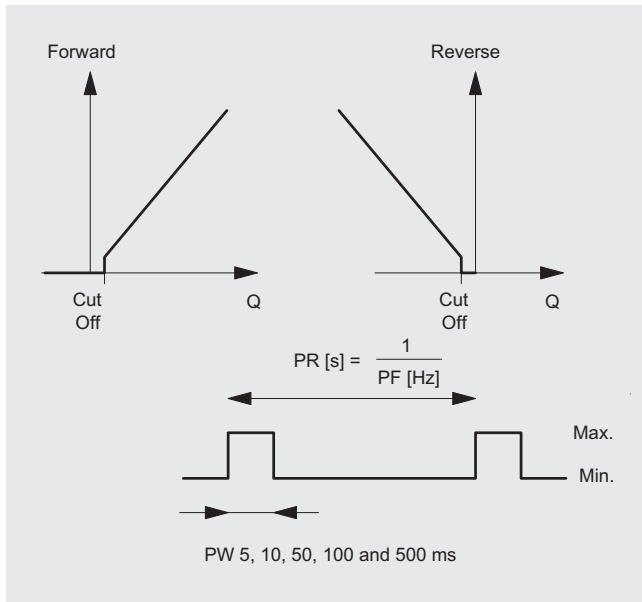 Forward
Reverse
Cut
Off
Q
Cut
Off
Q
PR [s] = 1
PF [Hz]
Max.
Min.
PW 5, 10, 50, 100 and 500 ms